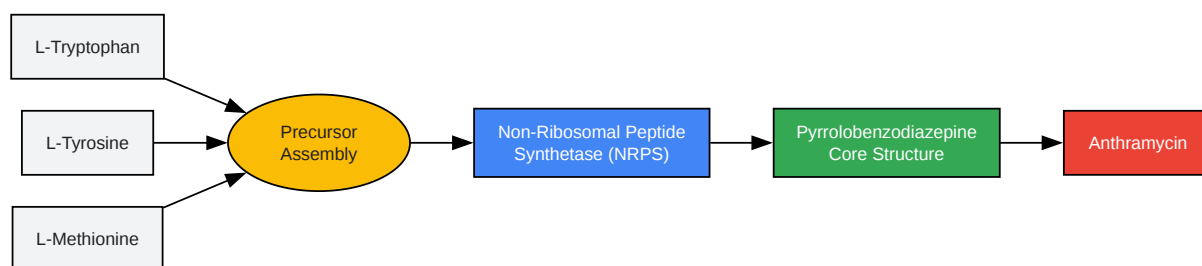 L-Tryptophan
L-Tyrosine
L-Methionine
Precursor
Assembly
Non-Ribosomal Peptide
Synthetase (NRPS)
Pyrrolobenzodiazepine
Core Structure
Anthramycin